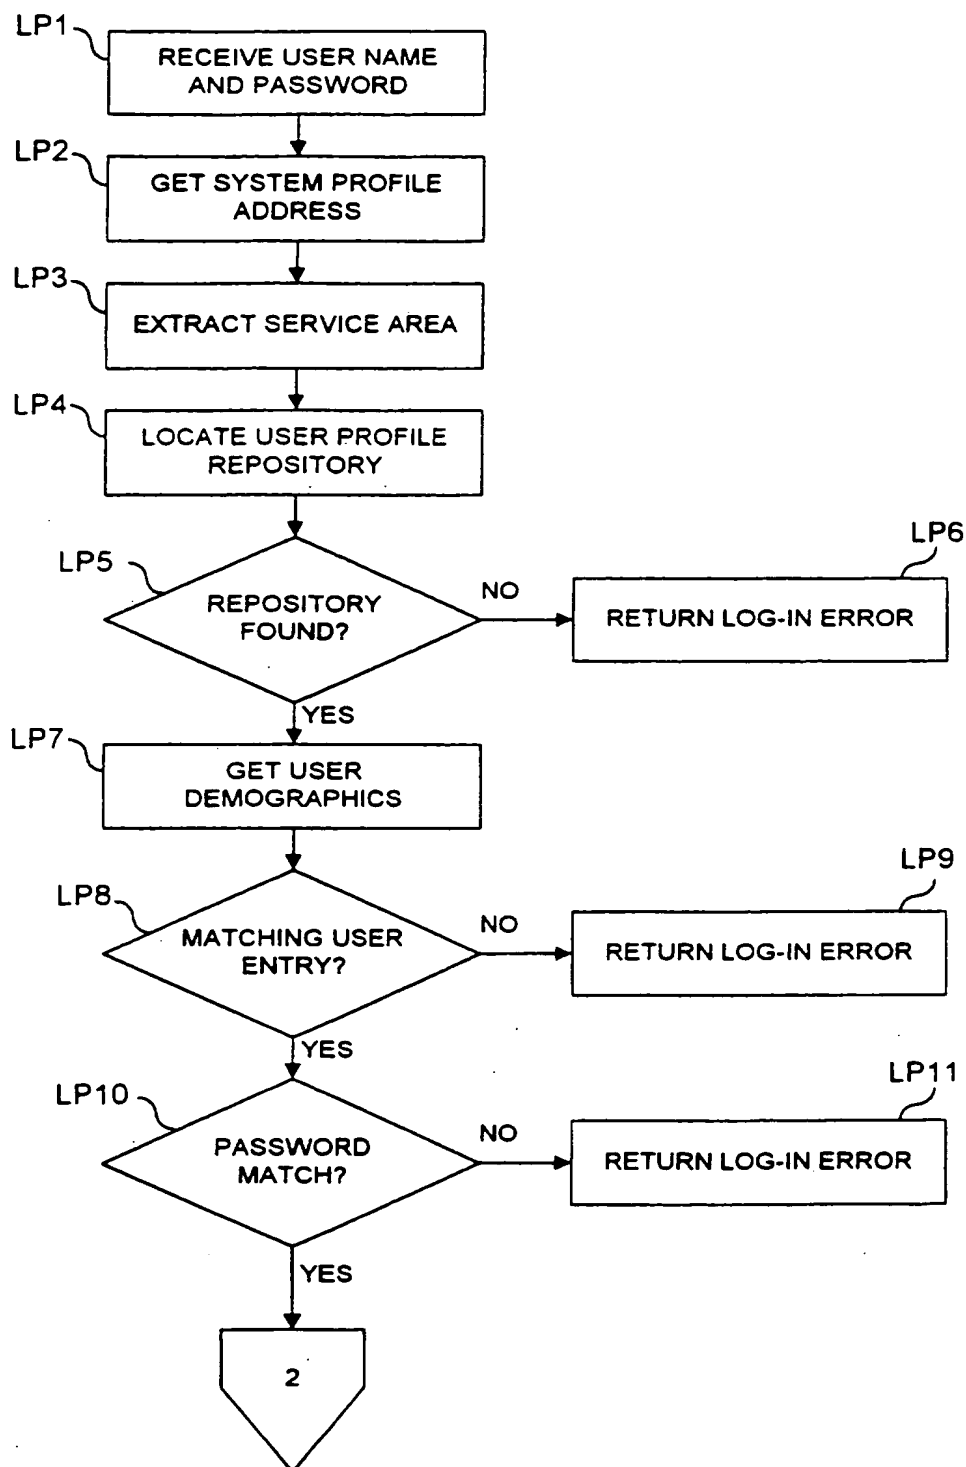 LP1
RECEIVE USER NAME
AND PASSWORD
LP2
GET SYSTEM PROFILE
ADDRESS
LP3
EXTRACT SERVICE AREA
LP4
LOCATE USER PROFILE
REPOSITORY
LP5
REPOSITORY
FOUND?
NO
LP6
RETURN LOG-IN ERROR
YES
LP7
GET USER
DEMOGRAPHICS
LP8
MATCHING USER
ENTRY?
NO
LP9
RETURN LOG-IN ERROR
YES
LP10
PASSWORD
MATCH?
NO
LP11
RETURN LOG-IN ERROR
YES
2